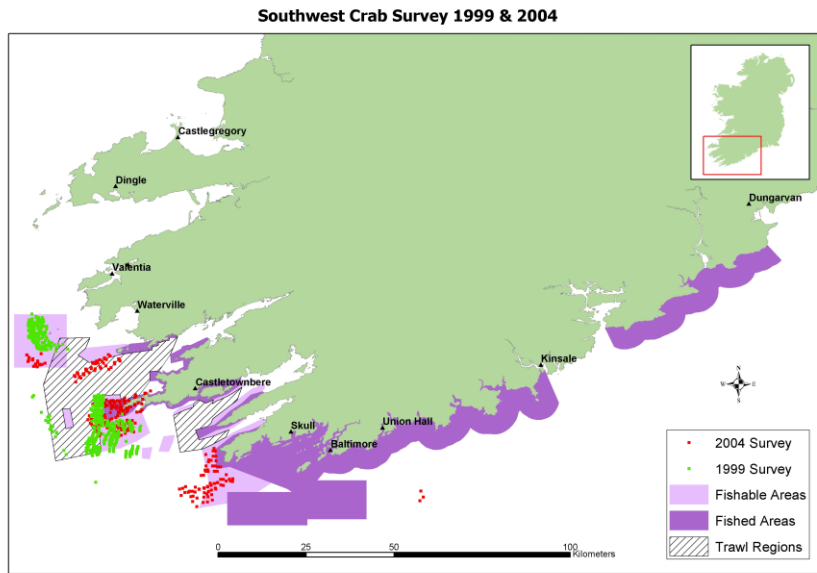 Southwest Crab Survey 1999 & 2004
Castlegregory
Dingle
Dungarvan
Valentia
Waterville
Kinsale
Castletownbere
N
W E
S
Skull
Union Hall
Baltimore
2004 Survey
1999 Survey
Fishable Areas
Fished Areas
Trawl Regions
0 25 50 100
Kilometers